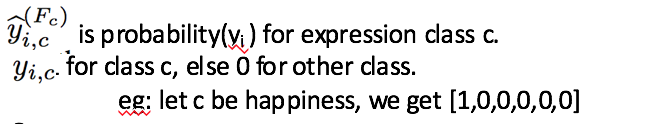 ŷ_{i,c}^{(F_c)} is probability(v_i) for expression class c.
y_{i,c}. for class c, else 0 for other class.
eg: let c be happiness, we get [1,0,0,0,0,0]